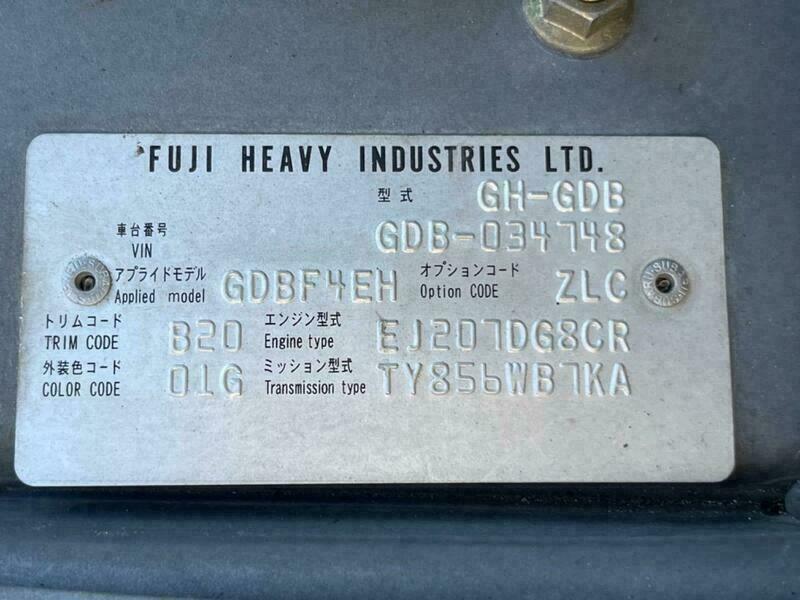 FUJI HEAVY INDUSTRIES LTD.
型式 GH-GDB
車台番号 VIN GDB-034748
アプライドモデル Applied model GDBF4EH オプションコード Option CODE ZLC
トリムコード TRIM CODE B20 エンジン型式 Engine type EJ207DG8CR
外装色コード COLOR CODE 01G ミッション型式 Transmission type TY856WB7KA